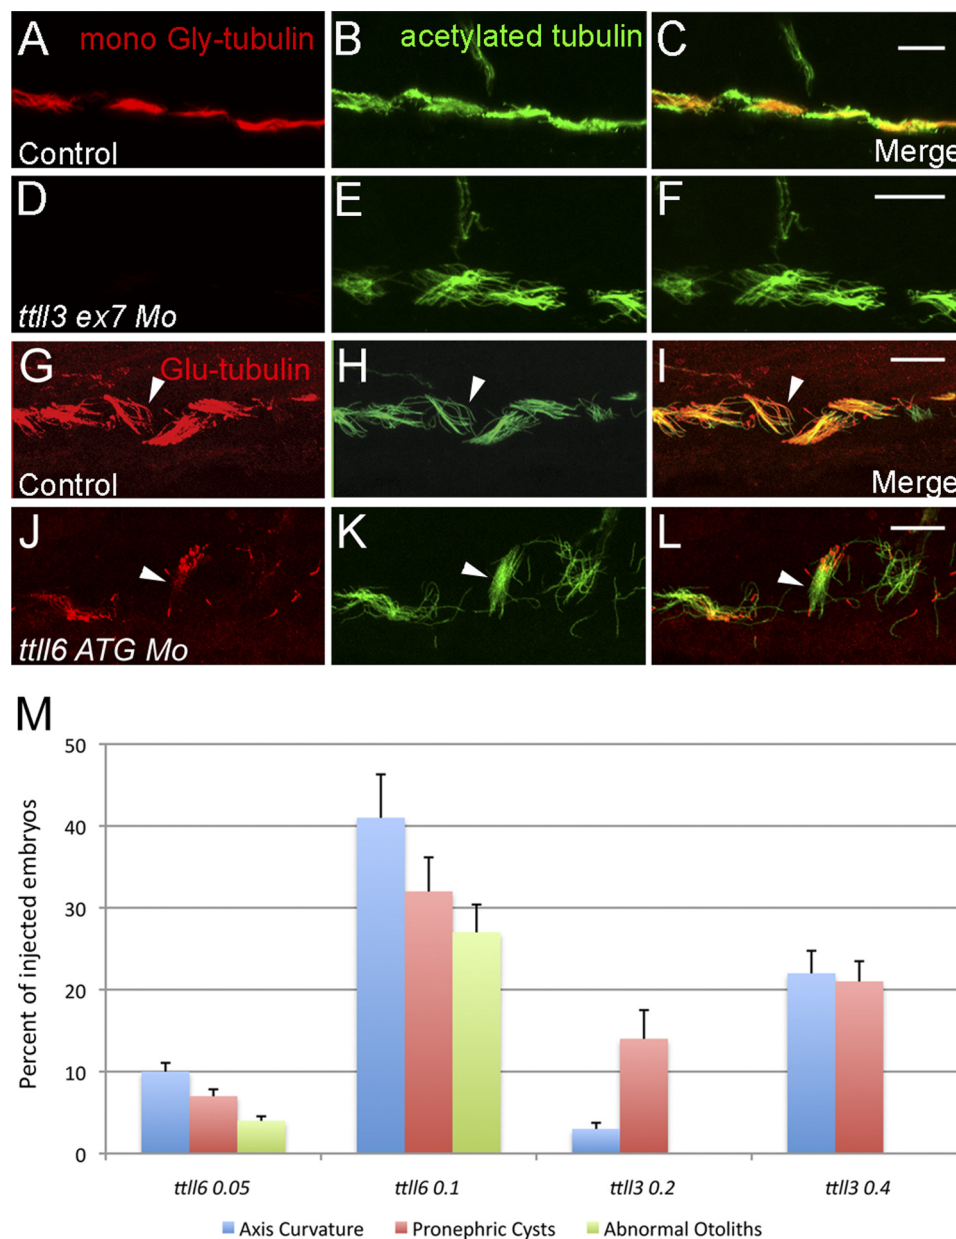 A mono Gly-tubulin B acetylated tubulin C
Control Merge
D E F
ttll3 ex7 Mo
G Glu-tubulin H I
Control Merge
J K L
ttll6 ATG Mo
M
50
40
30
20
10
0
Percent of injected embryos
ttll6 0.05 ttll6 0.1 ttll3 0.2 ttll3 0.4
Axis Curvature Pronephric Cysts Abnormal Otoliths